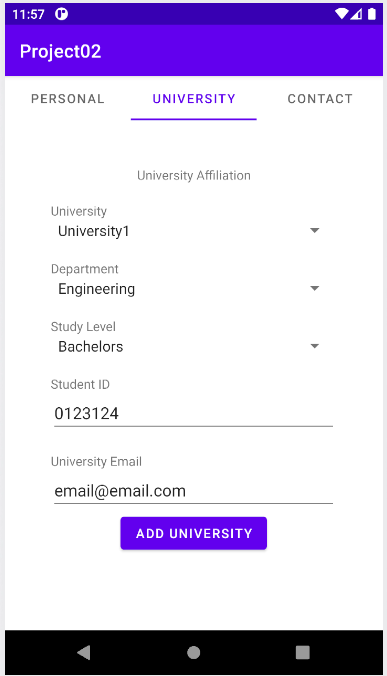 11:57
Project02
PERSONAL UNIVERSITY CONTACT
University Affiliation
University
University1
Department
Engineering
Study Level
Bachelors
Student ID
0123124
University Email
email@email.com
ADD UNIVERSITY